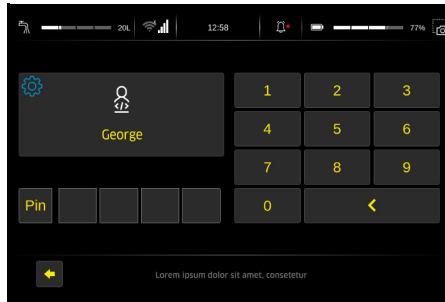 20L 12:58 77%
George
1 2 3
4 5 6
7 8 9
Pin 0
Lorem ipsum dolor sit amet, consetetur